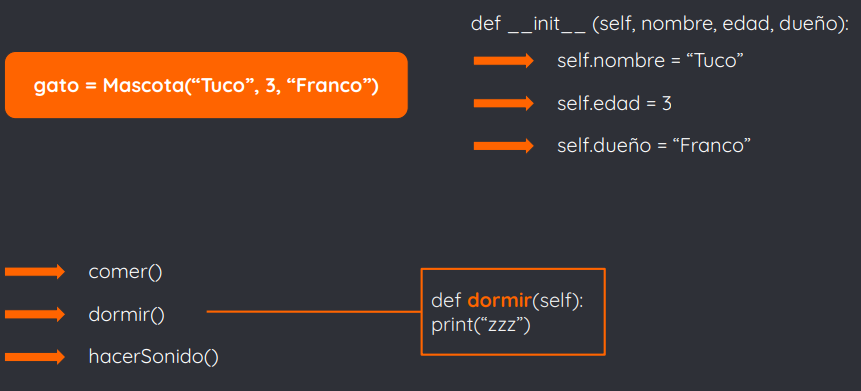 def __init__ (self, nombre, edad, dueño):
gato = Mascota(“Tuco”, 3, “Franco”)
self.nombre = “Tuco”
self.edad = 3
self.dueño = “Franco”
comer()
dormir()
hacerSonido()
def dormir(self):
print(“zzz”)